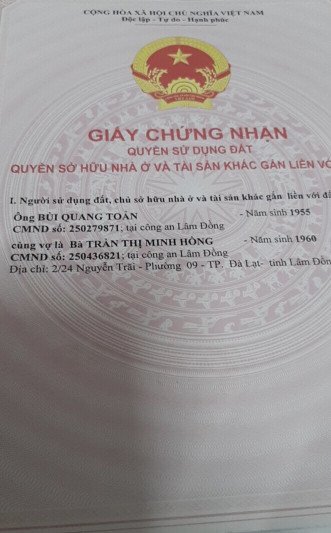 CỘNG HÒA XÃ HỘI CHỦ NGHĨA VIỆT NAM
Độc lập - Tự do - Hạnh phúc
GIẤY CHỨNG NHẬN
QUYỀN SỬ DỤNG ĐẤT
QUYỀN SỞ HỮU NHÀ Ở VÀ TÀI SẢN KHÁC GẮN LIỀN VỚ
I. Người sử dụng đất, chủ sở hữu nhà ở và tài sản khác gắn liền với đ
Ông BÙI QUANG TOẢN - Năm sinh 1955
CMND số: 250279871; tại công an Lâm Đồng
cùng vợ là Bà TRẦN THỊ MINH HỒNG - Năm sinh 1960
CMND số: 250436821; tại công an Lâm Đồng
Địa chỉ: 2/24 Nguyễn Trãi - Phường 09 - TP. Đà Lạt- tỉnh Lâm Đồn